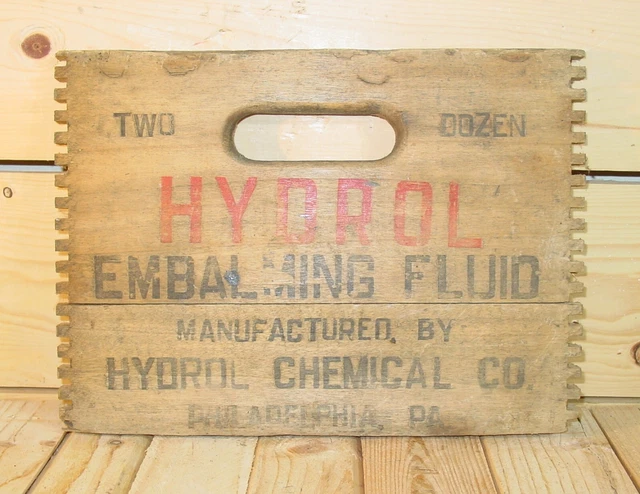 TWO DOZEN
HYDROL
EMBALMING FLUID
MANUFACTURED. BY
HYDROL CHEMICAL CO.
PHILADELPHIA, PA.